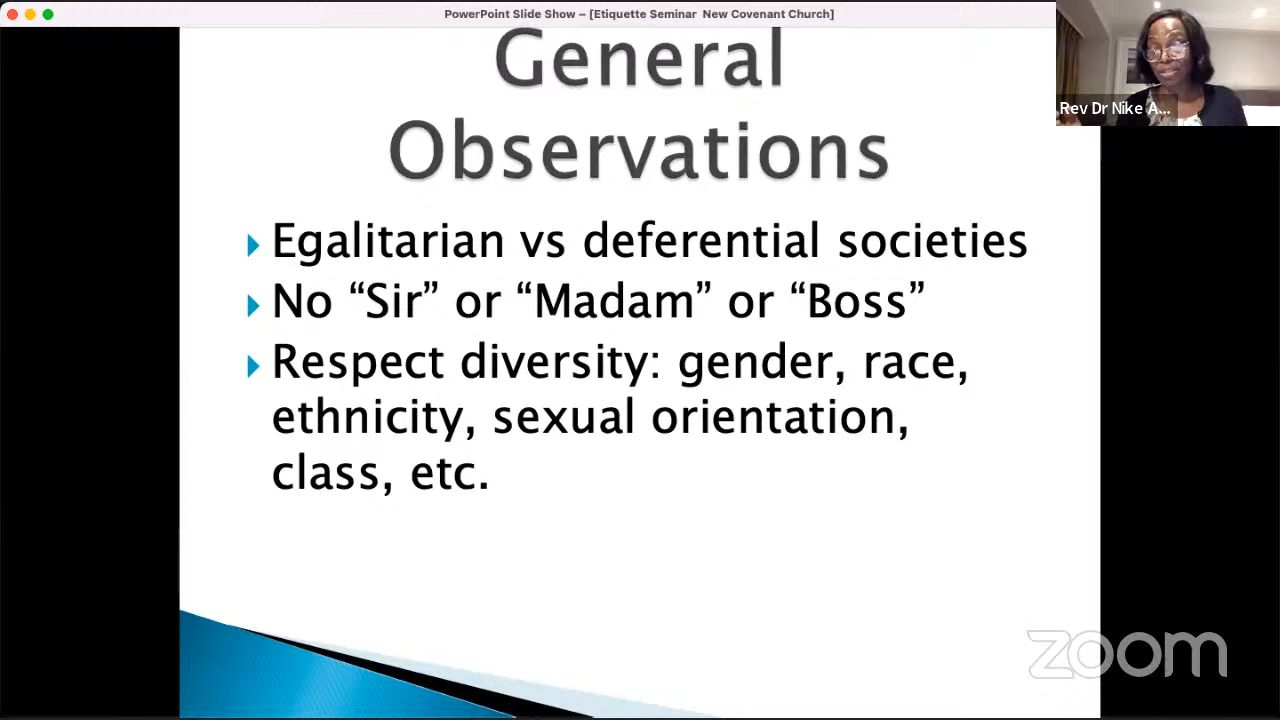 PowerPoint Slide Show – [Etiquette Seminar New Covenant Church]
General
Observations
Rev Dr Nike A...
Egalitarian vs deferential societies
No “Sir” or “Madam” or “Boss”
Respect diversity: gender, race,
ethnicity, sexual orientation,
class, etc.
zoom